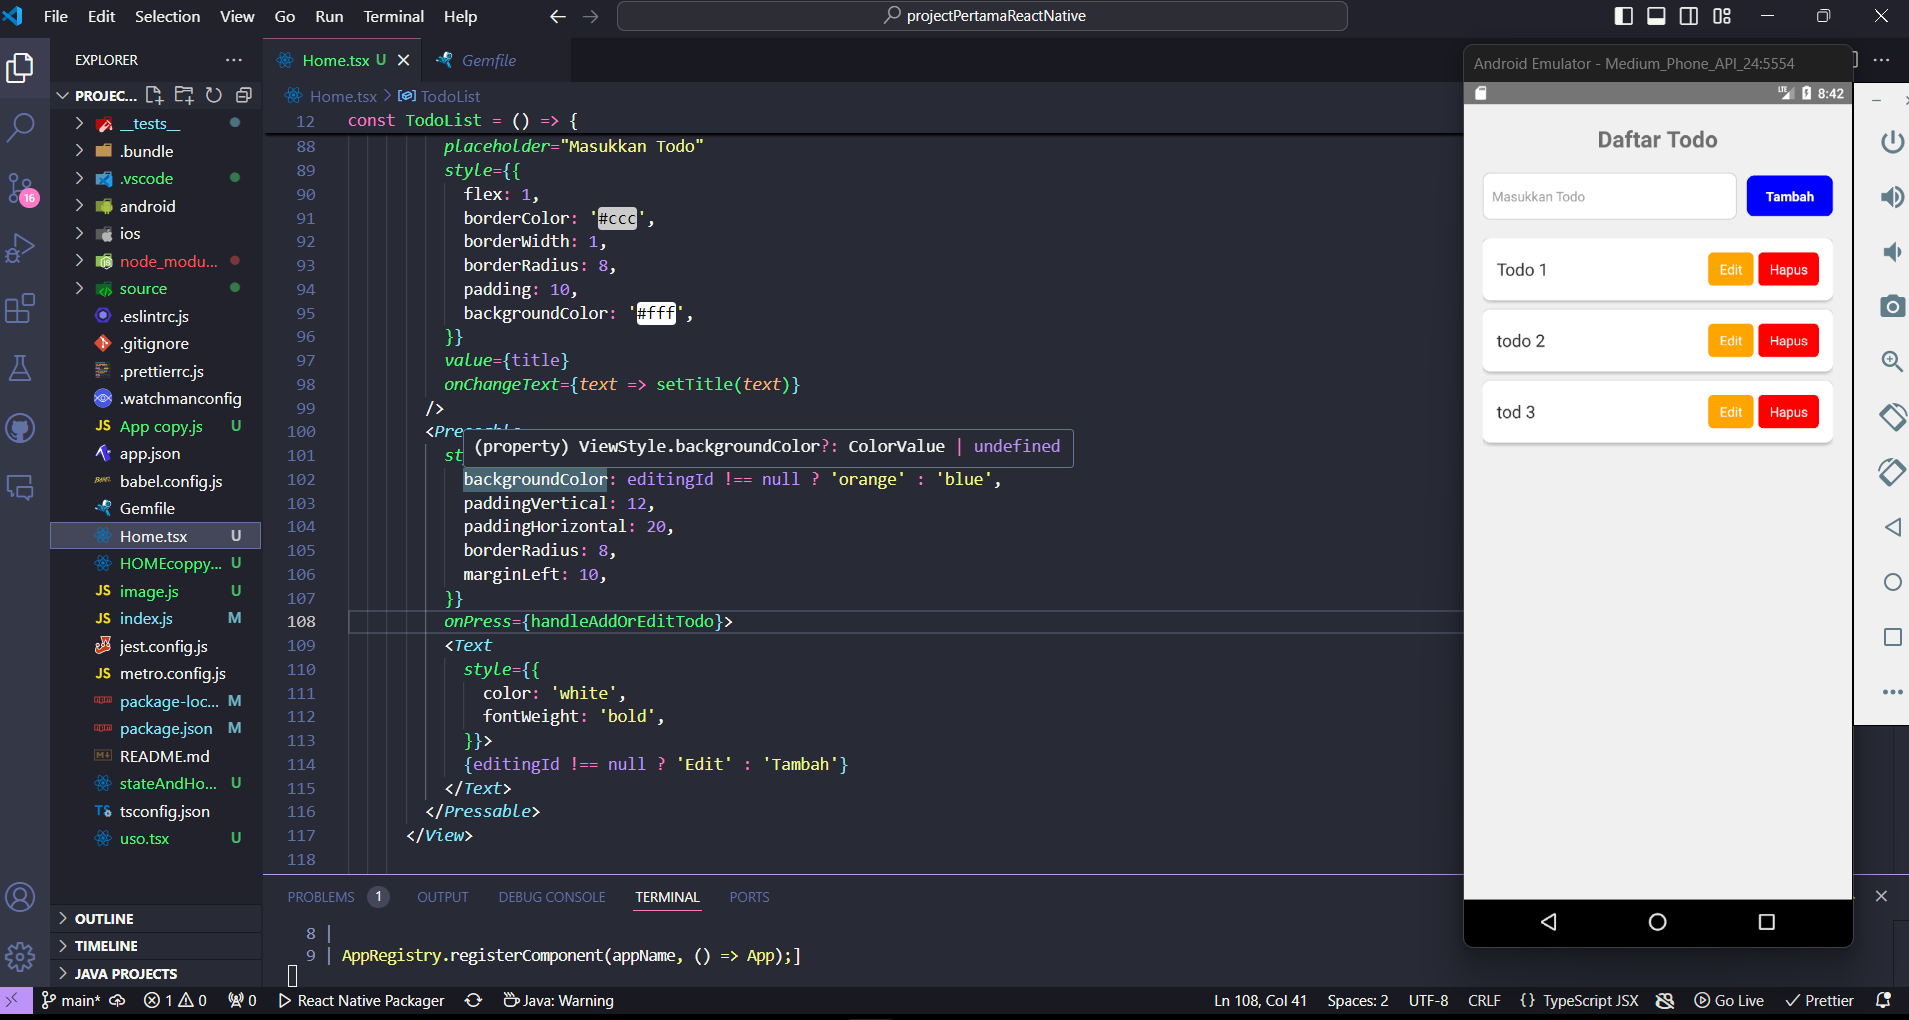 File Edit Selection View Go Run Terminal Help
projectPertamaReactNative
EXPLORER
PROJEC...
__tests__
.bundle
.vscode
android
ios
node_modu...
source
.eslintrc.js
.gitignore
.prettierrc.js
.watchmanconfig
App copy.js U
app.json
babel.config.js
Gemfile
Home.tsx U
HOMEcoppy... U
image.js U
index.js M
jest.config.js
metro.config.js
package-loc... M
package.json M
README.md
stateAndHo... U
tsconfig.json
uso.tsx U
OUTLINE
TIMELINE
JAVA PROJECTS
16
Home.tsx U
Gemfile
Home.tsx > TodoList
12 const TodoList = () => {
88 placeholder="Masukkan Todo"
89 style={{
90 flex: 1,
91 borderColor: '#ccc',
92 borderWidth: 1,
93 borderRadius: 8,
94 padding: 10,
95 backgroundColor: '#fff',
96 }}
97 value={title}
98 onChangeText={text => setTitle(text)}
99 />
100 <Pressable
(property) ViewStyle.backgroundColor?: ColorValue | undefined
101 st
102 backgroundColor: editingId !== null ? 'orange' : 'blue',
103 paddingVertical: 12,
104 paddingHorizontal: 20,
105 borderRadius: 8,
106 marginLeft: 10,
107 }}
108 onPress={handleAddOrEditTodo}>
109 <Text
110 style={{
111 color: 'white',
112 fontWeight: 'bold',
113 }}>
114 {editingId !== null ? 'Edit' : 'Tambah'}
115 </Text>
116 </Pressable>
117 </View>
118
PROBLEMS 1 OUTPUT DEBUG CONSOLE TERMINAL PORTS
8 |
9 | AppRegistry.registerComponent(appName, () => App);]
Android Emulator - Medium_Phone_API_24:5554
LTE 8:42
Daftar Todo
Masukkan Todo Tambah
Todo 1 Edit Hapus
todo 2 Edit Hapus
tod 3 Edit Hapus
main* 1 0 0 React Native Packager Java: Warning Ln 108, Col 41 Spaces: 2 UTF-8 CRLF {} TypeScript JSX Go Live Prettier